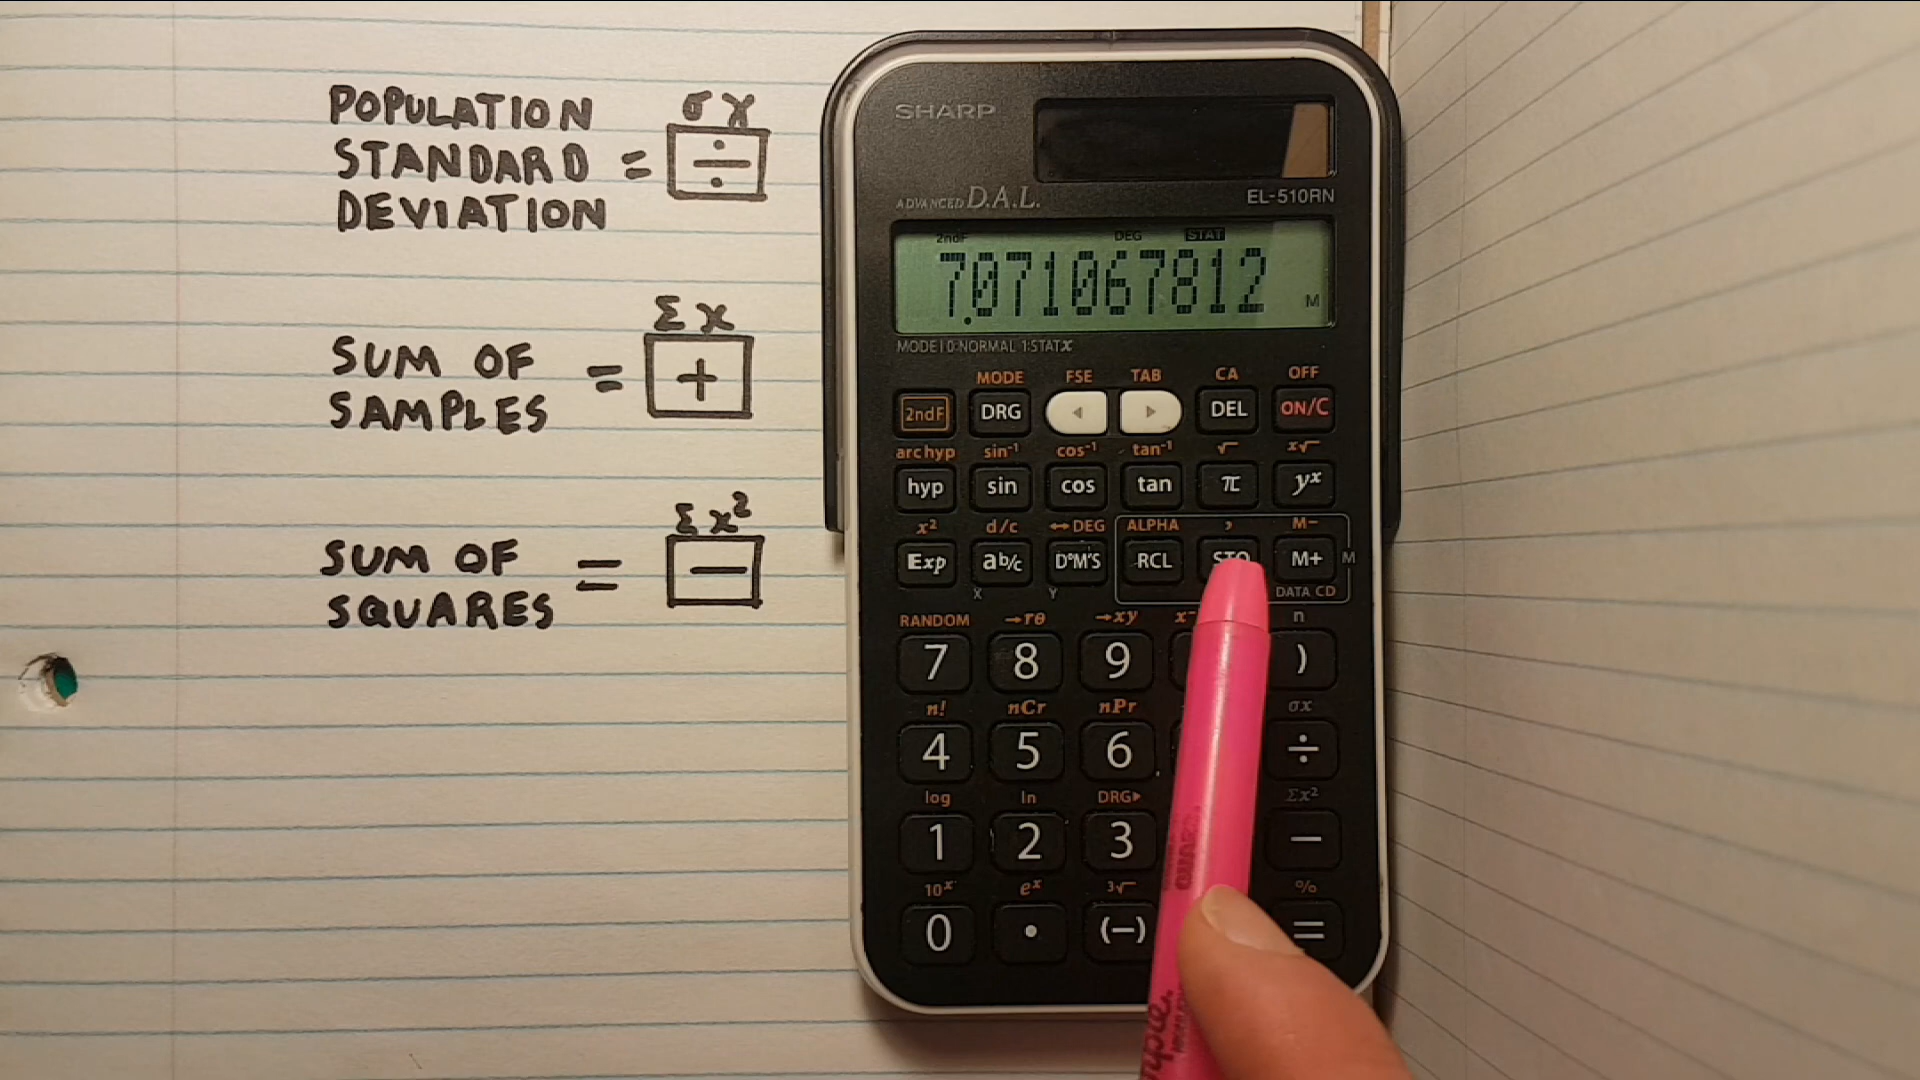 POPULATION
STANDARD = σx ÷
DEVIATION
SUM OF
SAMPLES = Σx +
SUM OF
SQUARES = Σx² −
SHARP
ADVANCED D.A.L.
EL-510RN
2ndF DEG STAT
7.071067812 M
MODE|0:NORMAL 1:STATx
MODE FSE TAB CA OFF
2ndF DRG ◂ ▸ DEL ON/C
arc hyp sin⁻¹ cos⁻¹ tan⁻¹ √ ˣ√
hyp sin cos tan π yˣ
x² d/c ↔DEG ALPHA , M−
Exp ab/c D°M'S RCL STO M+ M
X Y DATA CD
RANDOM →rθ →xy n
7 8 9 )
n! nCr nPr σx
4 5 6 ÷
log ln DRG▸ Σx²
1 2 3 −
10ˣ eˣ ³√ %
0 • (−) =